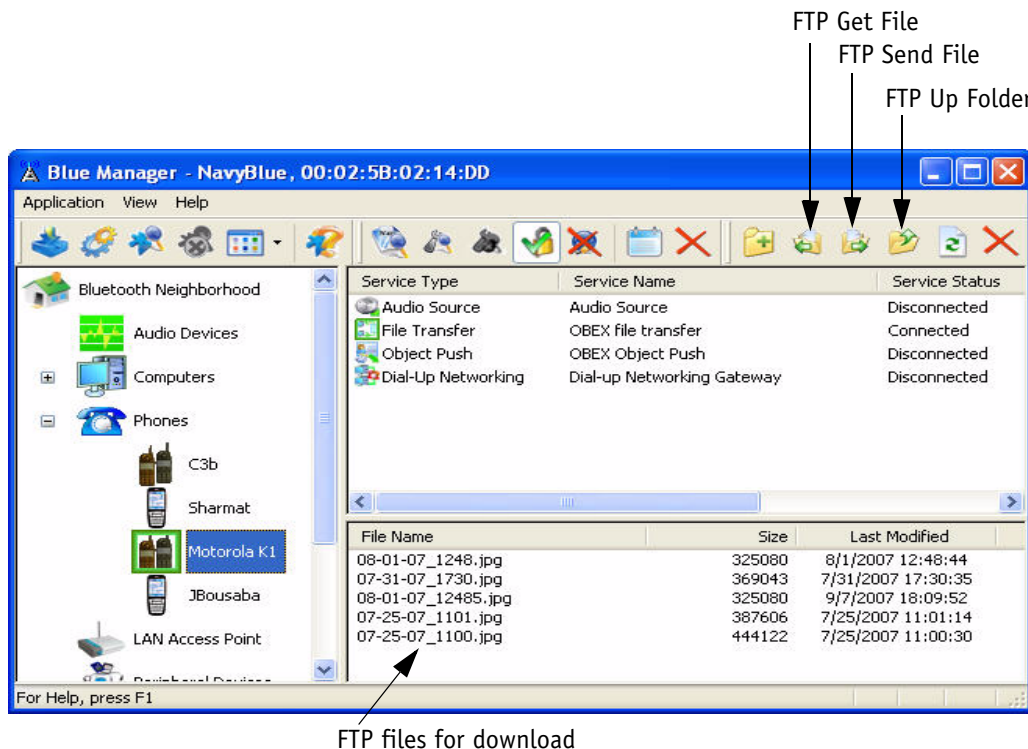 FTP Get File
FTP Send File
FTP Up Folder
Blue Manager - NavyBlue, 00:02:5B:02:14:DD
Application View Help
Bluetooth Neighborhood
Audio Devices
Computers
Phones
C3b
Sharmat
Motorola K1
JBousaba
LAN Access Point
Service Type Service Name Service Status
Audio Source Audio Source Disconnected
File Transfer OBEX file transfer Connected
Object Push OBEX Object Push Disconnected
Dial-Up Networking Dial-up Networking Gateway Disconnected
File Name Size Last Modified
08-01-07_1248.jpg 325080 8/1/2007 12:48:44
07-31-07_1730.jpg 369043 7/31/2007 17:30:35
08-01-07_12485.jpg 325080 9/7/2007 18:09:52
07-25-07_1101.jpg 387606 7/25/2007 11:01:14
07-25-07_1100.jpg 444122 7/25/2007 11:00:30
For Help, press F1
FTP files for download